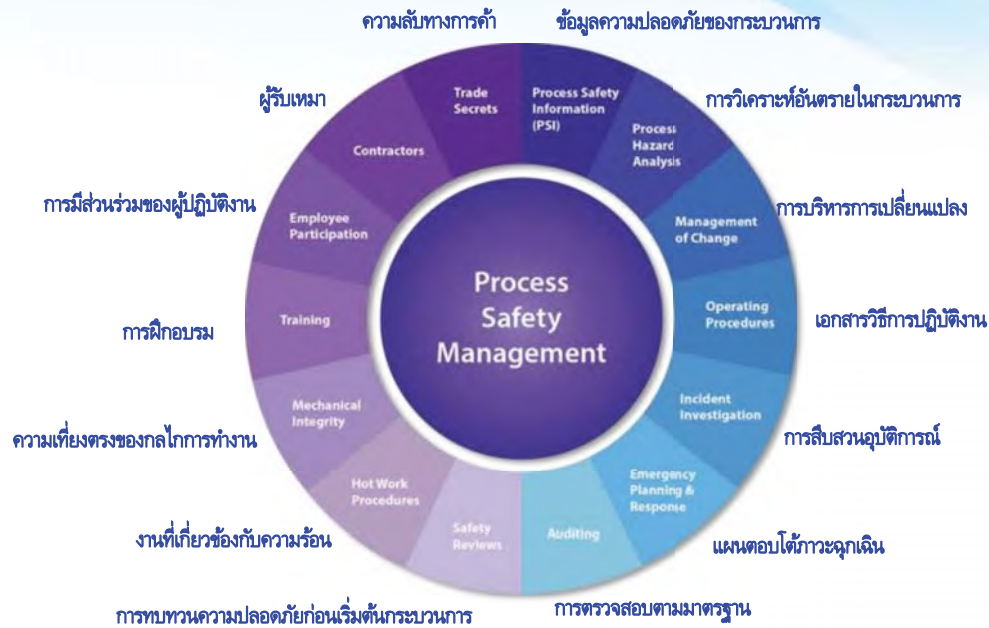 ความลับทางการค้า
ข้อมูลความปลอดภัยของกระบวนการ
ผู้รับเหมา
การวิเคราะห์อันตรายในกระบวนการ
การมีส่วนร่วมของผู้ปฏิบัติงาน
การบริหารการเปลี่ยนแปลง
การฝึกอบรม
เอกสารวิธีการปฏิบัติงาน
ความเที่ยงตรงของกลไกการทำงาน
การสืบสวนอุบัติการณ์
งานที่เกี่ยวข้องกับความร้อน
แผนตอบโต้ภาวะฉุกเฉิน
การทบทวนความปลอดภัยก่อนเริ่มต้นกระบวนการ
การตรวจสอบตามมาตรฐาน
Trade
Secrets
Process Safety
Information
(PSI)
Process
Hazard
Analysis
Management
of Change
Operating
Procedures
Incident
Investigation
Emergency
Planning &
Response
Auditing
Safety
Reviews
Hot Work
Procedures
Mechanical
Integrity
Training
Employee
Participation
Contractors
Process
Safety
Management